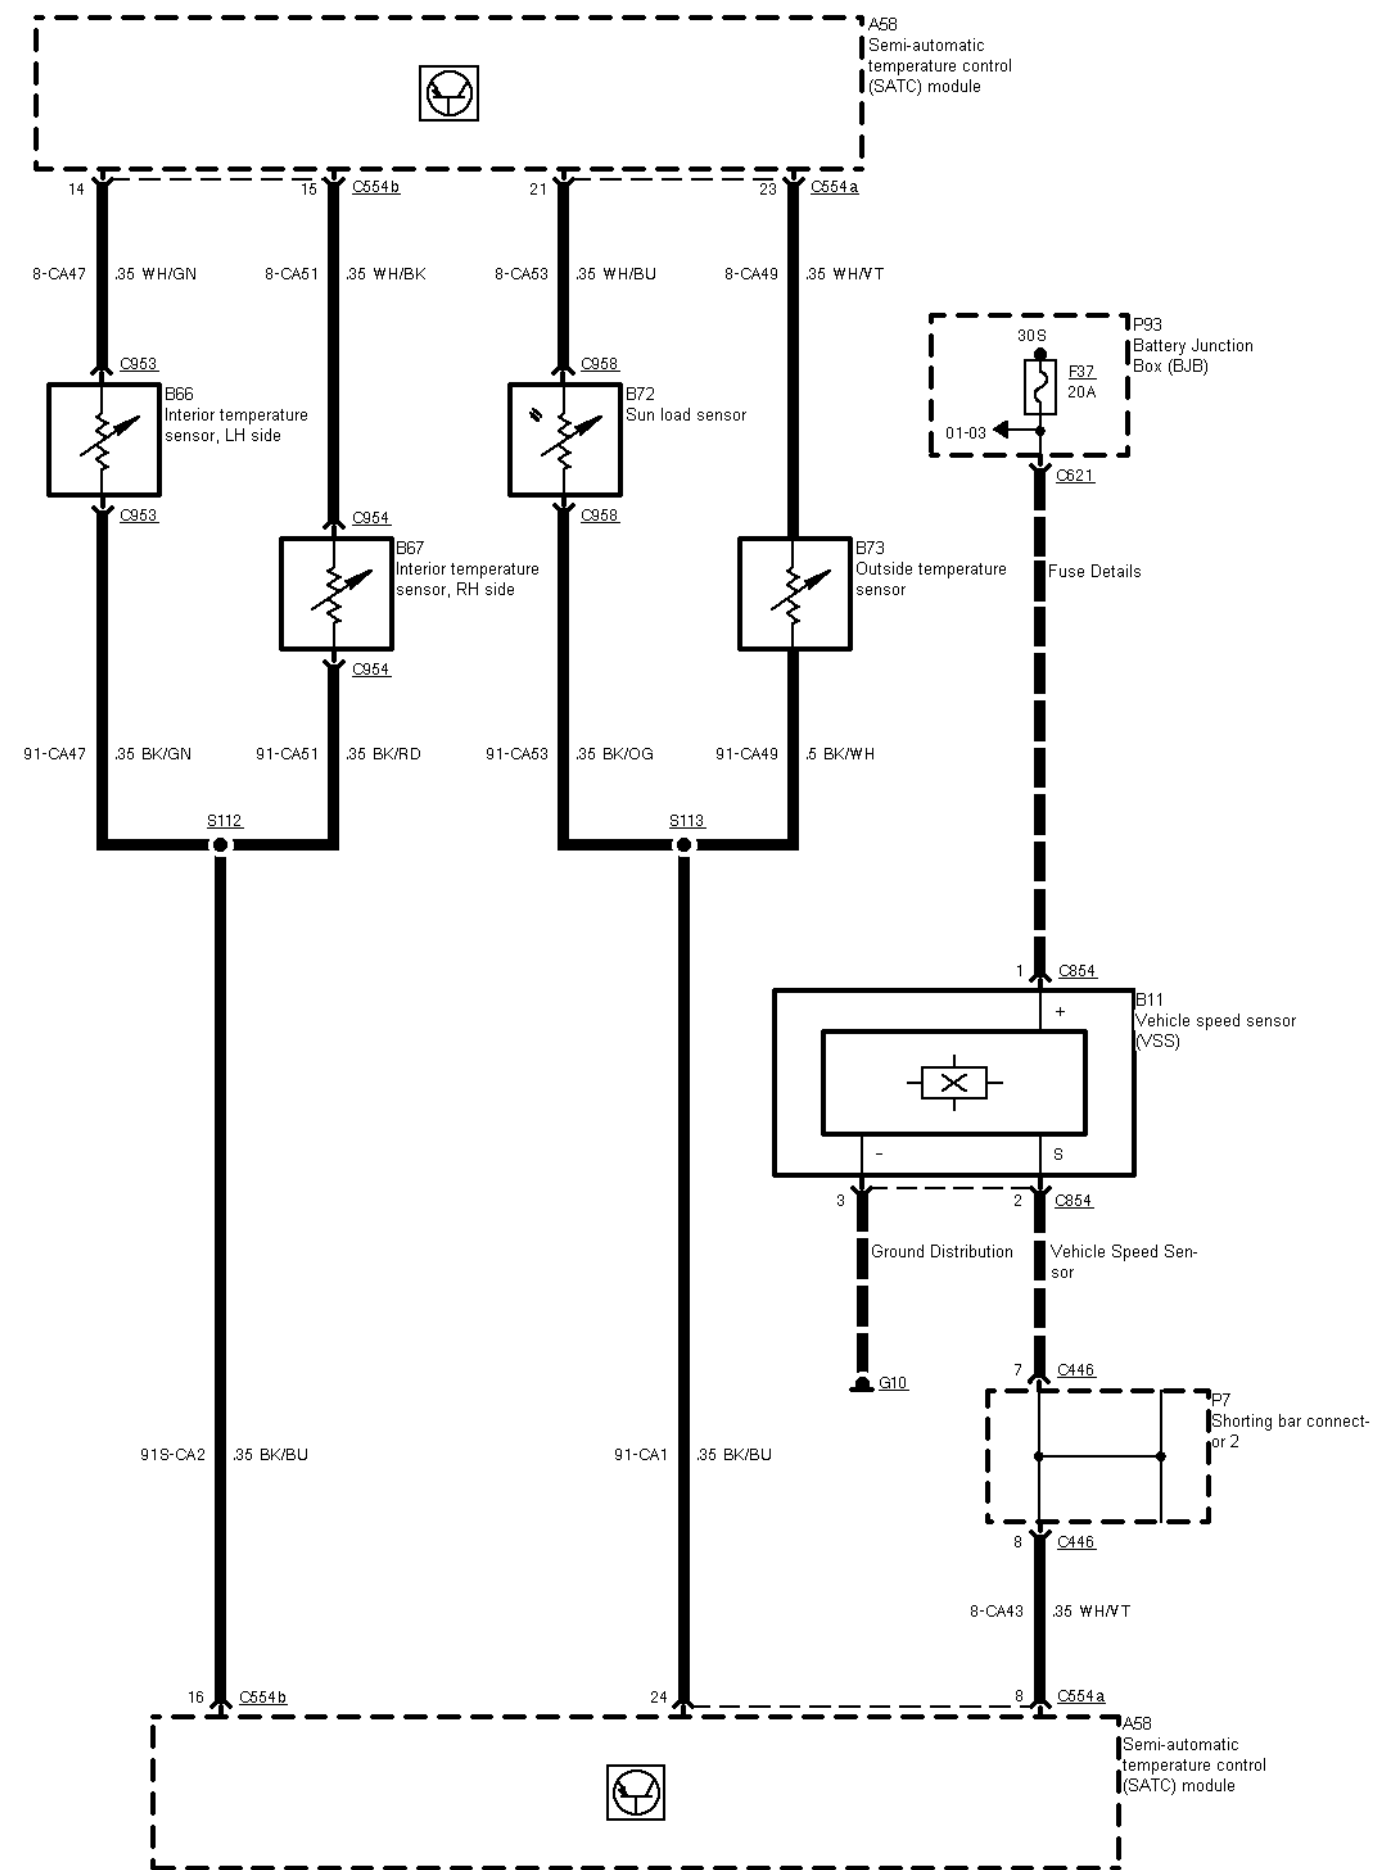 A58
Semi-automatic
temperature control
(SATC) module
14
15
C554b
21
23
C554a
8-CA47
.35 WH/GN
8-CA51
.35 WH/BK
8-CA53
.35 WH/BU
8-CA49
.35 WH/VT
P93
Battery Junction
Box (BJB)
30S
F37
20A
01-03
C621
C953
B66
Interior temperature
sensor, LH side
C953
C958
B72
Sun load sensor
C958
C954
B67
Interior temperature
sensor, RH side
C954
B73
Outside temperature
sensor
Fuse Details
91-CA47
.35 BK/GN
91-CA51
.35 BK/RD
91-CA53
.35 BK/OG
91-CA49
.5 BK/WH
S112
S113
1
C854
B11
Vehicle speed sensor
(VSS)
+
-
S
3
2
C854
Ground Distribution
Vehicle Speed Sen-
sor
G10
7
C446
P7
Shorting bar connect-
or 2
91S-CA2
.35 BK/BU
91-CA1
.35 BK/BU
8
C446
8-CA43
.35 WH/VT
16
C554b
24
8
C554a
A58
Semi-automatic
temperature control
(SATC) module